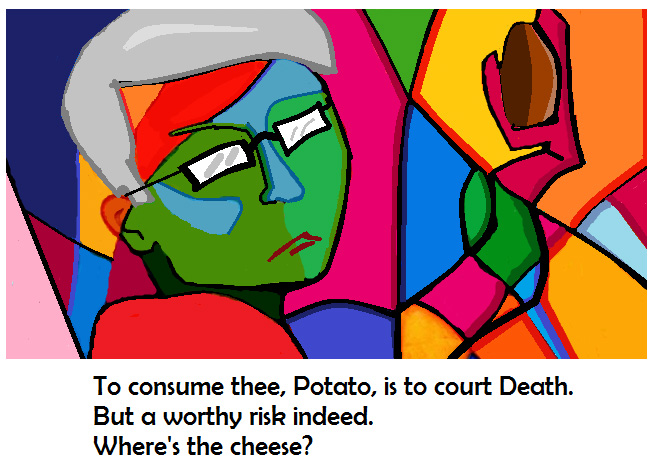 To consume thee, Potato, is to court Death.
But a worthy risk indeed.
Where's the cheese?